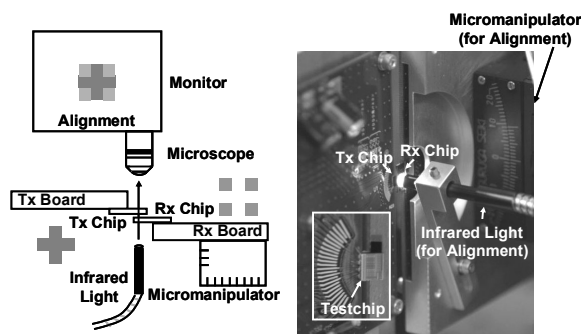 Monitor
Alignment
Microscope
Tx Board
Tx Chip
Rx Chip
Rx Board
Infrared
Light
Micromanipulator
Micromanipulator
(for Alignment)
Tx Chip
Rx Chip
Infrared Light
(for Alignment)
Testchip